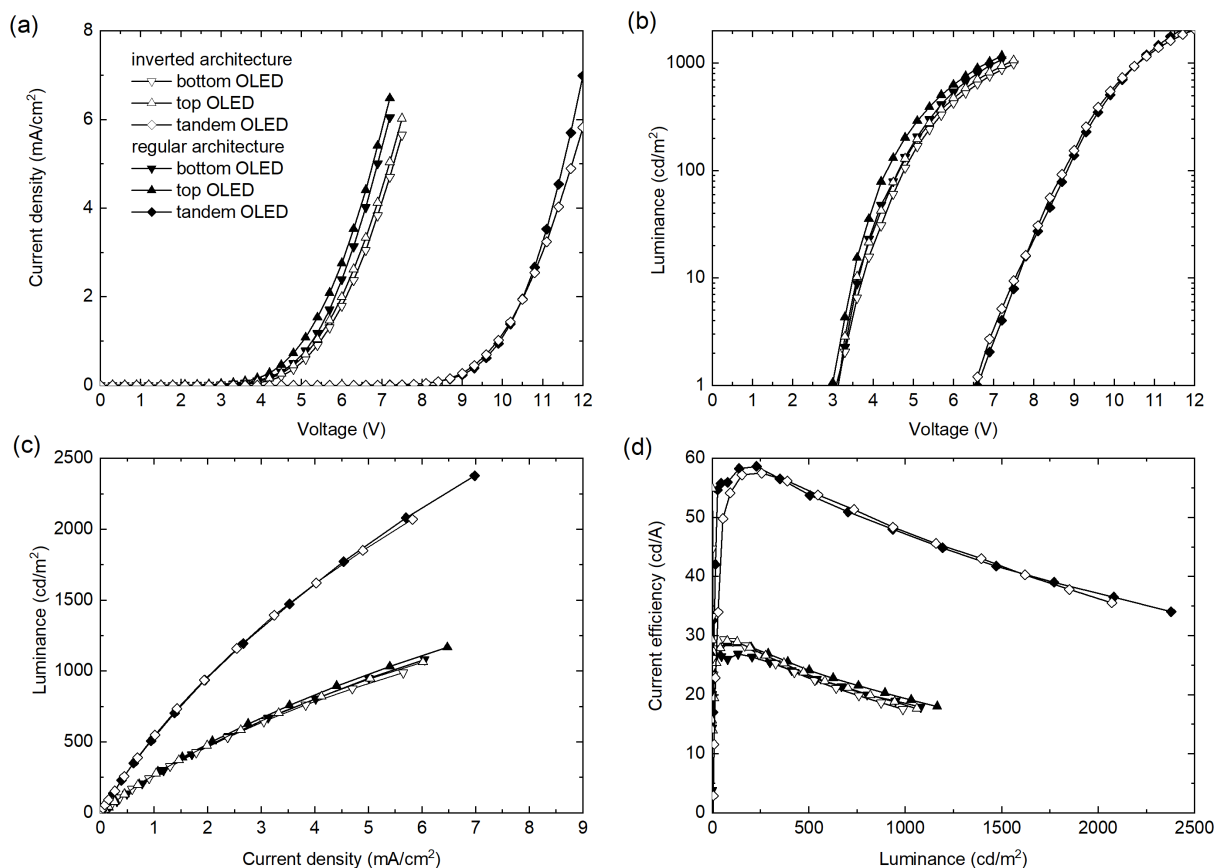 (a)
8
6
4
2
0
Current density (mA/cm²)
inverted architecture
bottom OLED
top OLED
tandem OLED
regular architecture
bottom OLED
top OLED
tandem OLED
0 1 2 3 4 5 6 7 8 9 10 11 12
Voltage (V)
(b)
1000
100
10
1
Luminance (cd/m²)
0 1 2 3 4 5 6 7 8 9 10 11 12
Voltage (V)
(c)
2500
2000
1500
1000
500
0
Luminance (cd/m²)
0 1 2 3 4 5 6 7 8 9
Current density (mA/cm²)
(d)
60
50
40
30
20
10
0
Current efficiency (cd/A)
0 500 1000 1500 2000 2500
Luminance (cd/m²)